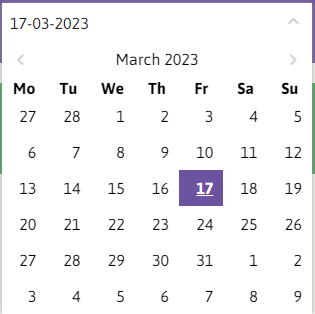 17-03-2023
March 2023
Mo Tu We Th Fr Sa Su
27 28 1 2 3 4 5
6 7 8 9 10 11 12
13 14 15 16 17 18 19
20 21 22 23 24 25 26
27 28 29 30 31 1 2
3 4 5 6 7 8 9